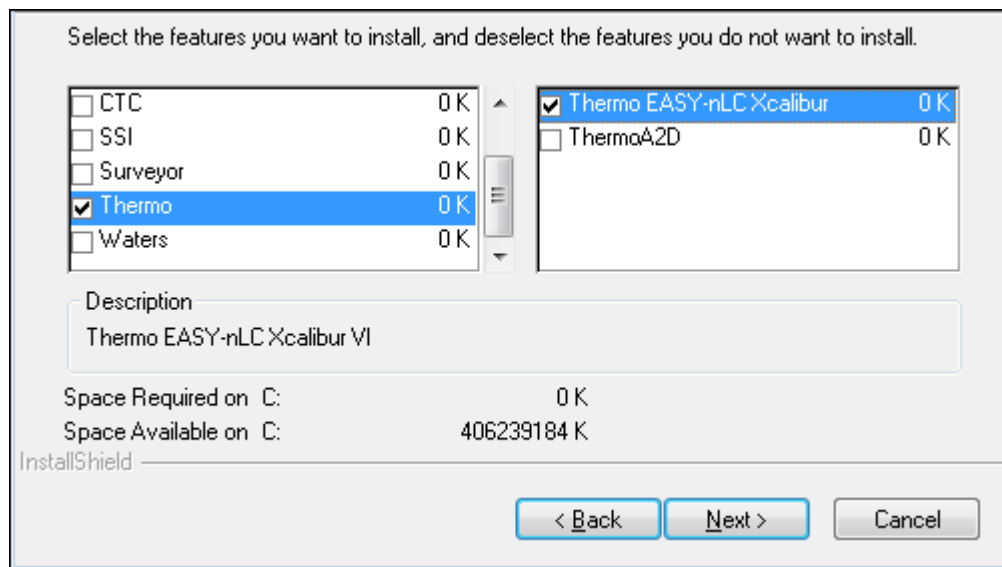 Select the features you want to install, and deselect the features you do not want to install.
CTC 0 K
SSI 0 K
Surveyor 0 K
Thermo 0 K
Waters 0 K
Thermo EASY-nLC Xcalibur 0 K
ThermoA2D 0 K
Description
Thermo EASY-nLC Xcalibur VI
Space Required on C: 0 K
Space Available on C: 406239184 K
InstallShield
< Back Next > Cancel